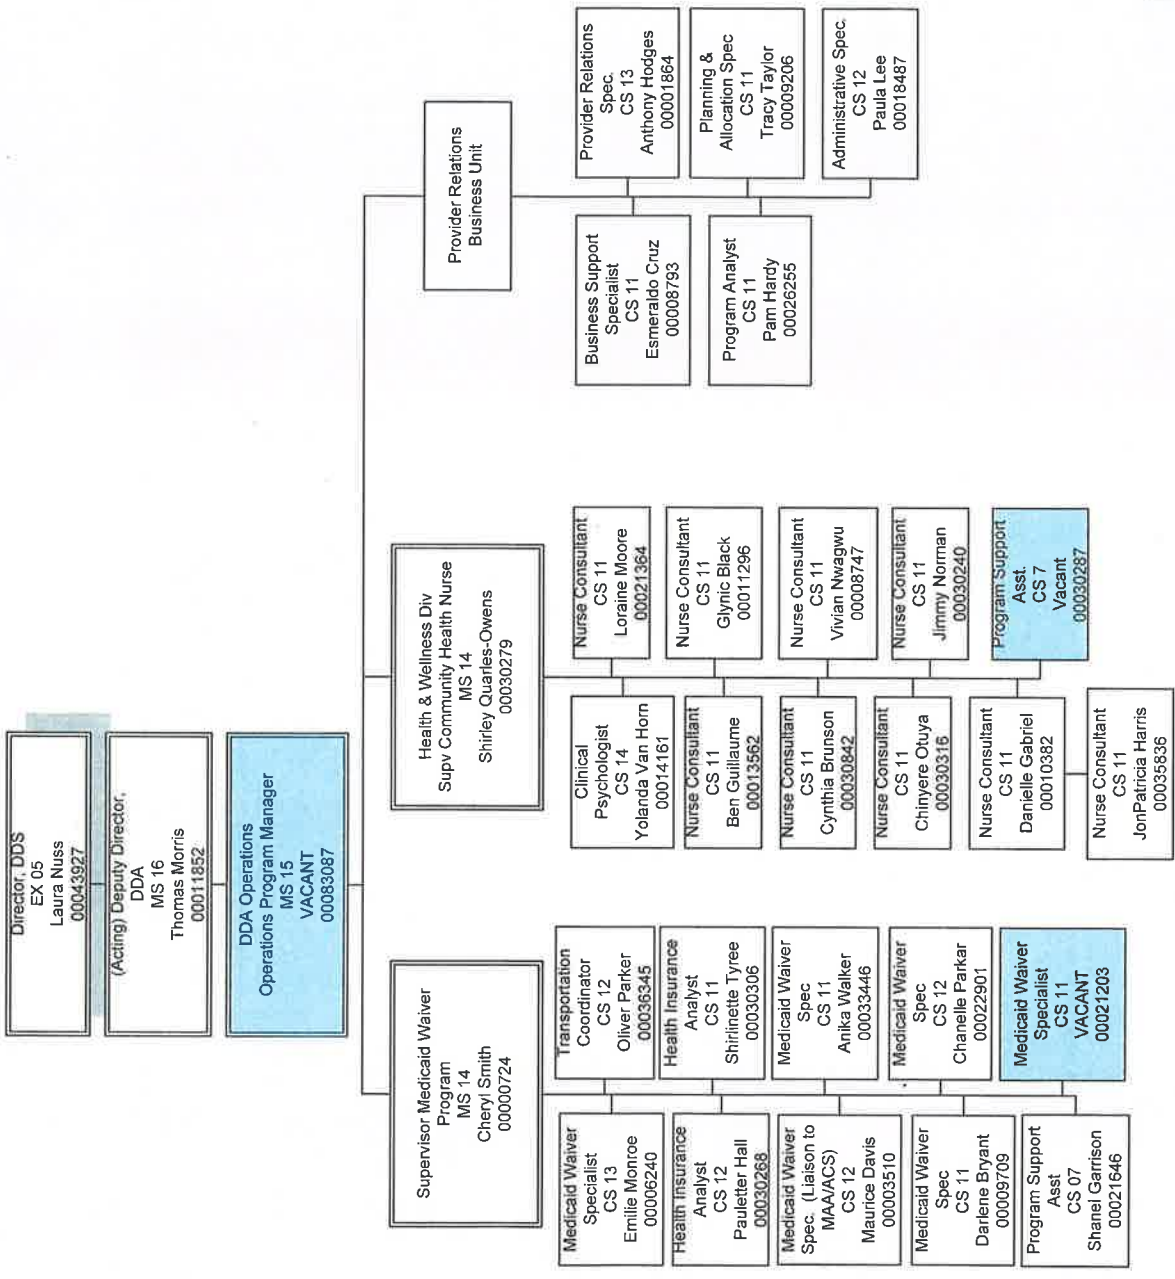 Director, DDS
EX 05
Laura Nuss
00043927
(Acting) Deputy Director,
DDA
MS 16
Thomas Morris
00011852
DDA Operations
Operations Program Manager
MS 15
VACANT
00083087
Supervisor Medicaid Waiver
Program
MS 14
Cheryl Smith
00000724
Medicaid Waiver
Specialist
CS 13
Emilie Monroe
00006240
Transportation
Coordinator
CS 12
Oliver Parker
00036345
Health Insurance
Analyst
CS 12
Pauletter Hall
00030268
Health Insurance
Analyst
CS 11
Shirlnette Tyree
00030306
Medicaid Waiver
Spec. (Liaison to
MAA/ACS)
CS 12
Maurice Davis
00003510
Medicaid Waiver
Spec
CS 11
Anika Walker
00033446
Medicaid Waiver
Spec
CS 11
Darlene Bryant
00009709
Medicaid Waiver
Spec
CS 12
Chanelle Parkar
00022901
Program Support
Asst
CS 07
Shanel Garrison
00021646
Medicaid Waiver
Specialist
CS 11
VACANT
00021203
Health & Wellness Div
Supv Community Health Nurse
MS 14
Shirley Quarles-Owens
00030279
Clinical
Psychologist
CS 14
Yolanda Van Horn
00014161
Nurse Consultant
CS 11
Loraine Moore
00021364
Nurse Consultant
CS 11
Ben Guillaume
00013562
Nurse Consultant
CS 11
Glynic Black
00011296
Nurse Consultant
CS 11
Cynthia Brunson
00030842
Nurse Consultant
CS 11
Vivian Nwagwu
00008747
Nurse Consultant
CS 11
Chinyere Otuya
00030316
Nurse Consultant
CS 11
Jimmy Norman
00030240
Nurse Consultant
CS 11
Danielle Gabriel
00010382
Program Support
Asst.
CS 7
Vacant
00030287
Nurse Consultant
CS 11
JonPatricia Harris
00035836
Provider Relations
Business Unit
Business Support
Specialist
CS 11
Esmeraldo Cruz
00008793
Provider Relations
Spec.
CS 13
Anthony Hodges
00001864
Program Analyst
CS 11
Pam Hardy
00026255
Planning &
Allocation Spec
CS 11
Tracy Taylor
00009206
Administrative Spec.
CS 12
Paula Lee
00018487